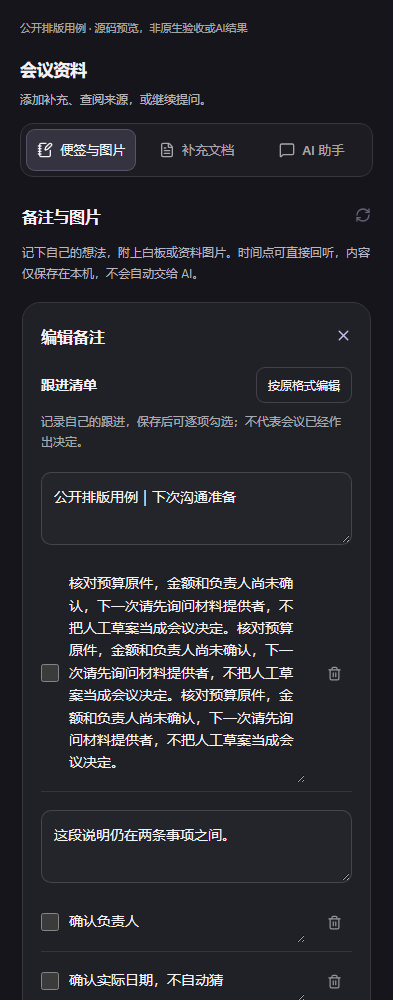 公开排版用例 · 源码预览，非原生验收或AI结果
会议资料
添加补充、查阅来源，或继续提问。
便签与图片
补充文档
AI 助手
备注与图片
记下自己的想法，附上白板或资料图片。时间点可直接回听，内容
仅保存在本机，不会自动交给 AI。
编辑备注
跟进清单
按原格式编辑
记录自己的跟进，保存后可逐项勾选；不代表会议已经作
出决定。
公开排版用例｜下次沟通准备
核对预算原件，金额和负责人尚未确
认，下一次请先询问材料提供者，不
把人工草案当成会议决定。核对预算
原件，金额和负责人尚未确认，下一
次请先询问材料提供者，不把人工草
案当成会议决定。核对预算原件，金
额和负责人尚未确认，下一次请先询
问材料提供者，不把人工草案当成会
议决定。
这段说明仍在两条事项之间。
确认负责人
确认实际日期，不自动猜